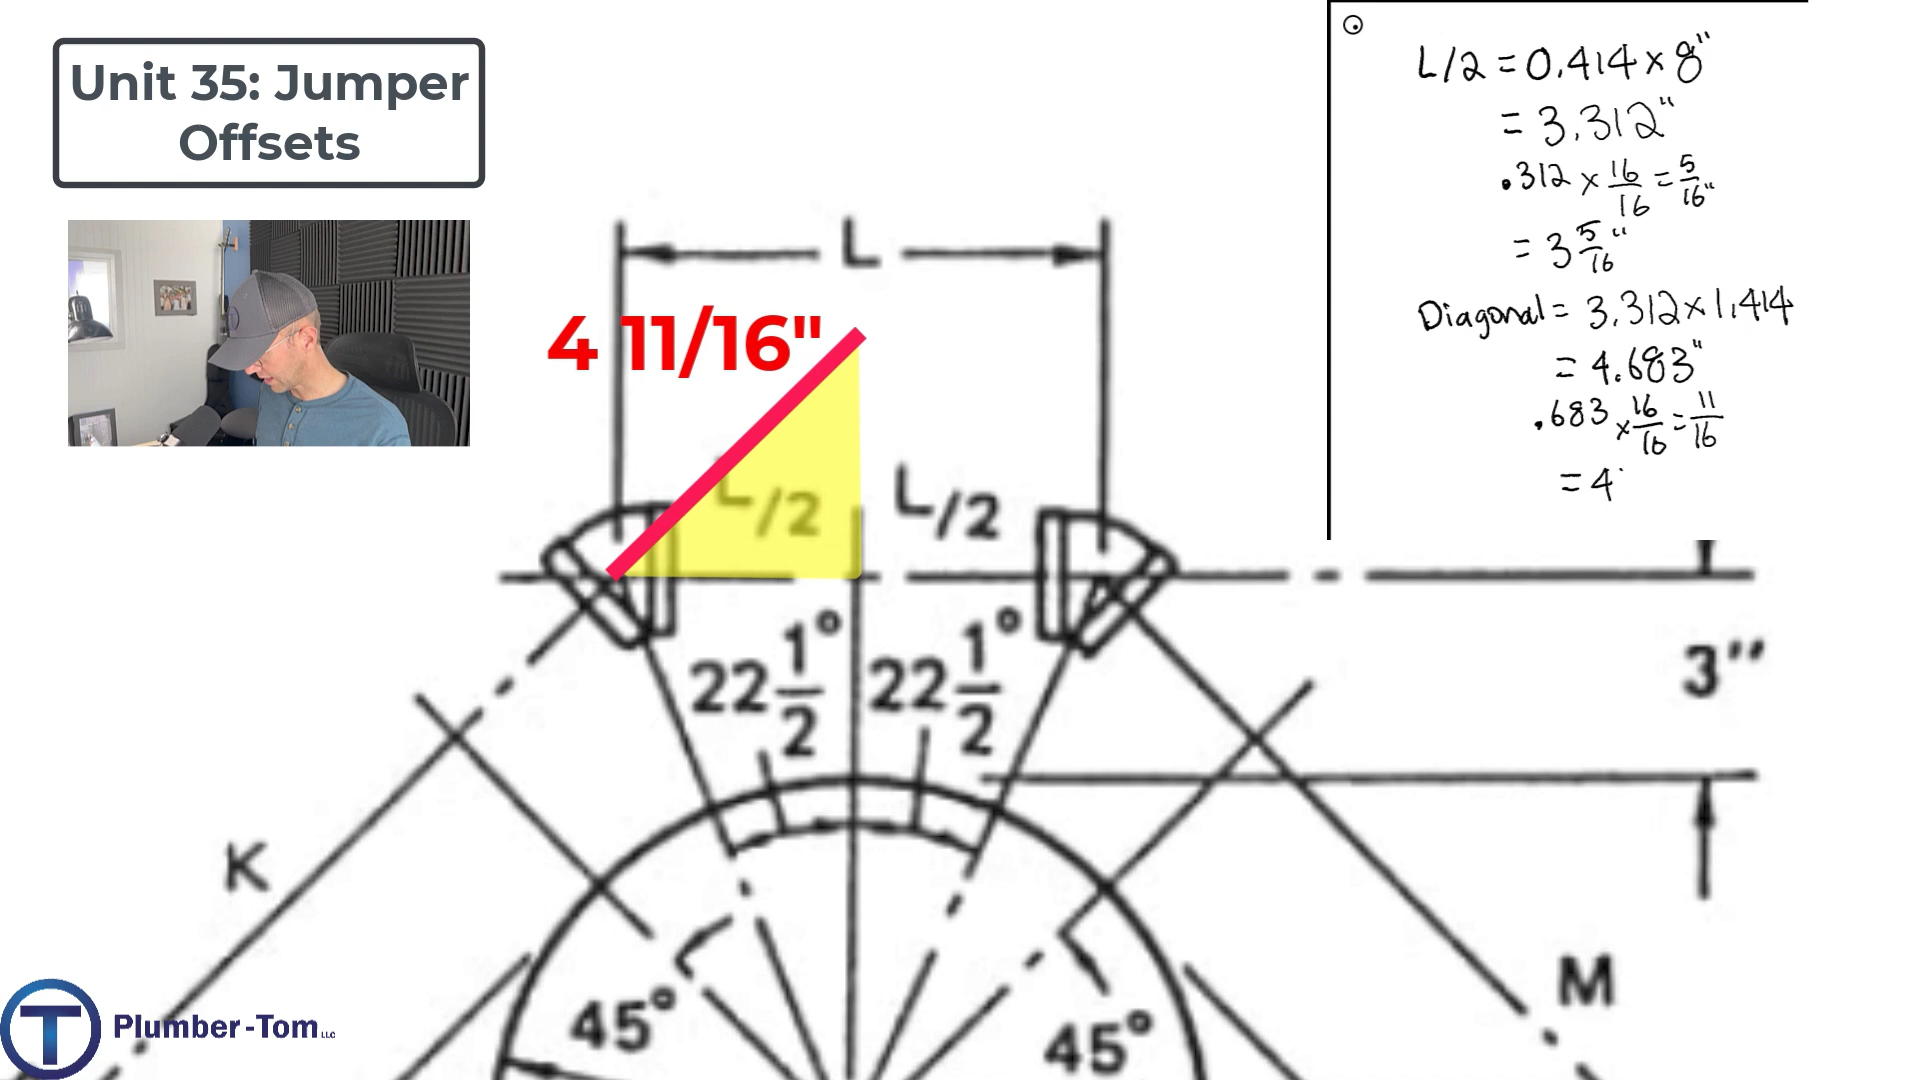 Unit 35: Jumper
Offsets
L/2 = 0.414 × 8"
= 3.312"
.312 × 16/16 = 5/16"
= 3 5/16"
Diagonal = 3.312 × 1.414
= 4.683"
.683 × 16/16 = 11/16
= 4
L
4 11/16"
L/2
L/2
22 1/2°
22 1/2°
3"
K
M
45°
45°
T
Plumber-Tom LLC